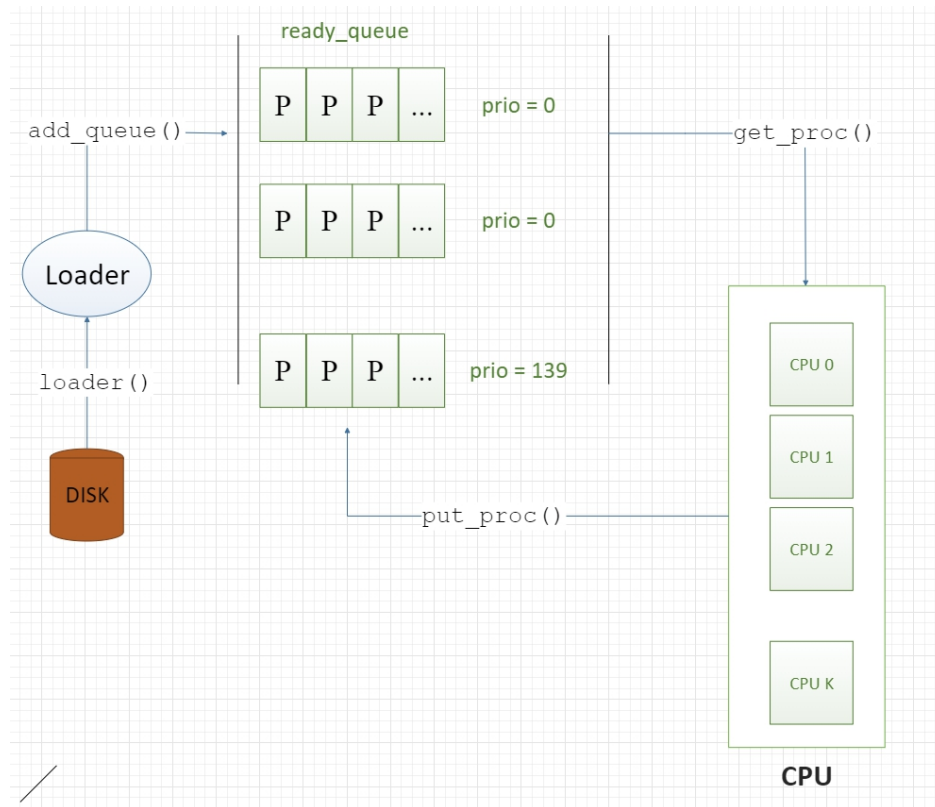 ready_queue
P P P ... prio = 0
add_queue() get_proc()
P P P ... prio = 0
Loader
P P P ... prio = 139
CPU 0
loader()
CPU 1
DISK
put_proc()
CPU 2
CPU K
CPU